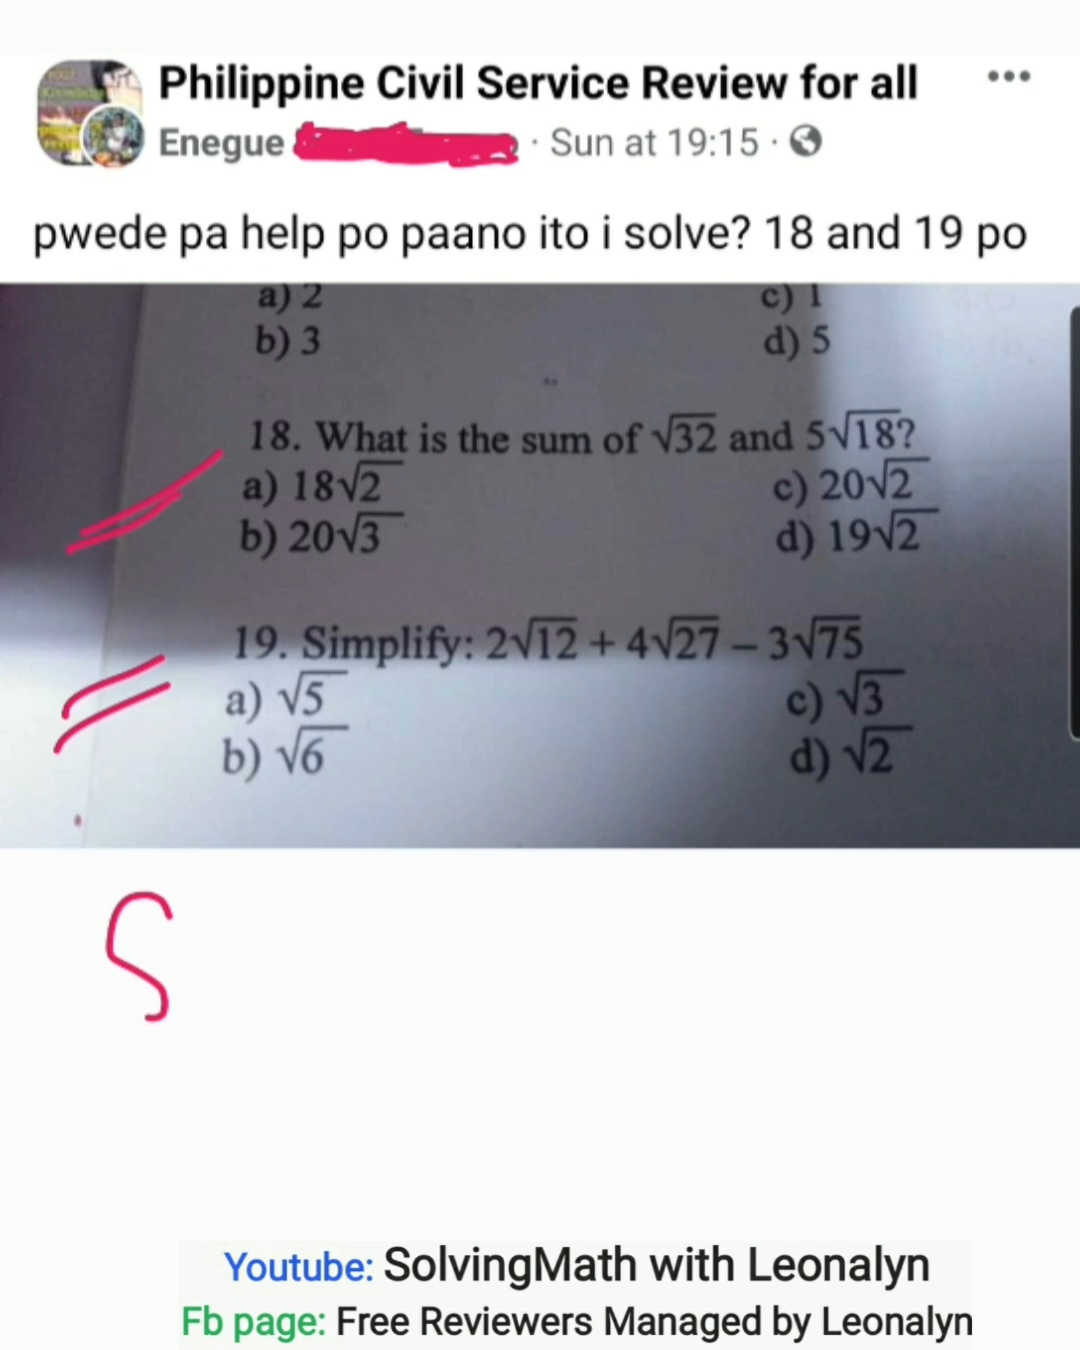 Philippine Civil Service Review for all
Enegue · Sun at 19:15 ·
pwede pa help po paano ito i solve? 18 and 19 po
a) 2 c) 1
b) 3 d) 5
18. What is the sum of √32 and 5√18?
a) 18√2 c) 20√2
b) 20√3 d) 19√2
19. Simplify: 2√12 + 4√27 – 3√75
a) √5 c) √3
b) √6 d) √2
S
Youtube: SolvingMath with Leonalyn
Fb page: Free Reviewers Managed by Leonalyn